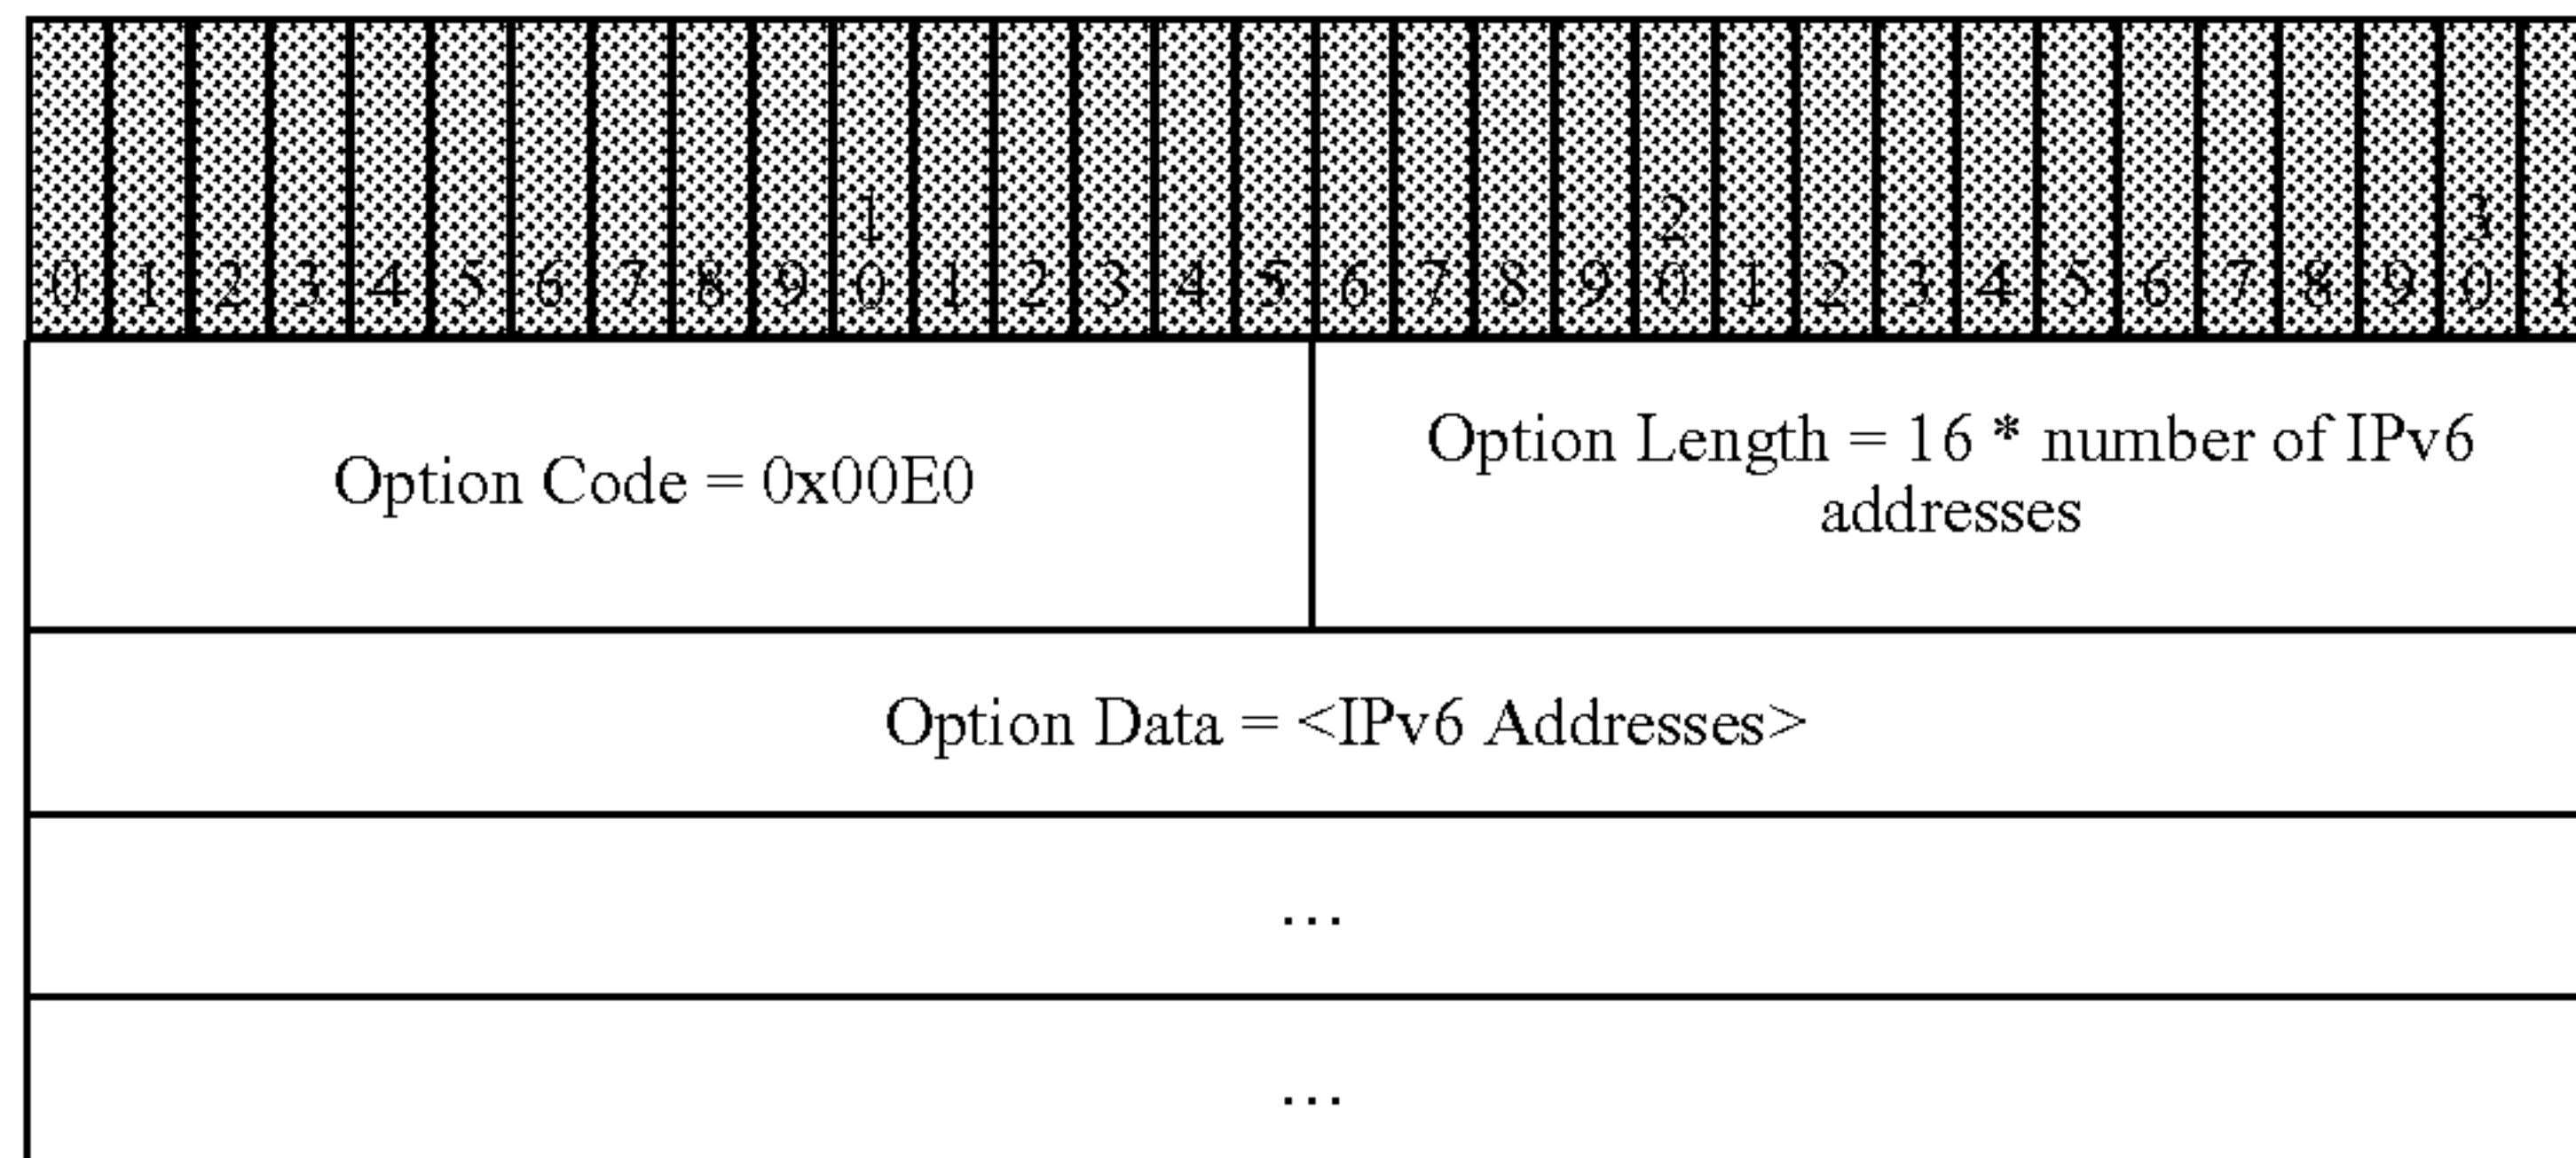 1 2 3
0 1 2 3 4 5 6 7 8 9 0 1 2 3 4 5 6 7 8 9 0 1 2 3 4 5 6 7 8 9 0 1
Option Code = 0x00E0
Option Length = 16 * number of IPv6
addresses
Option Data = <IPv6 Addresses>
...
...